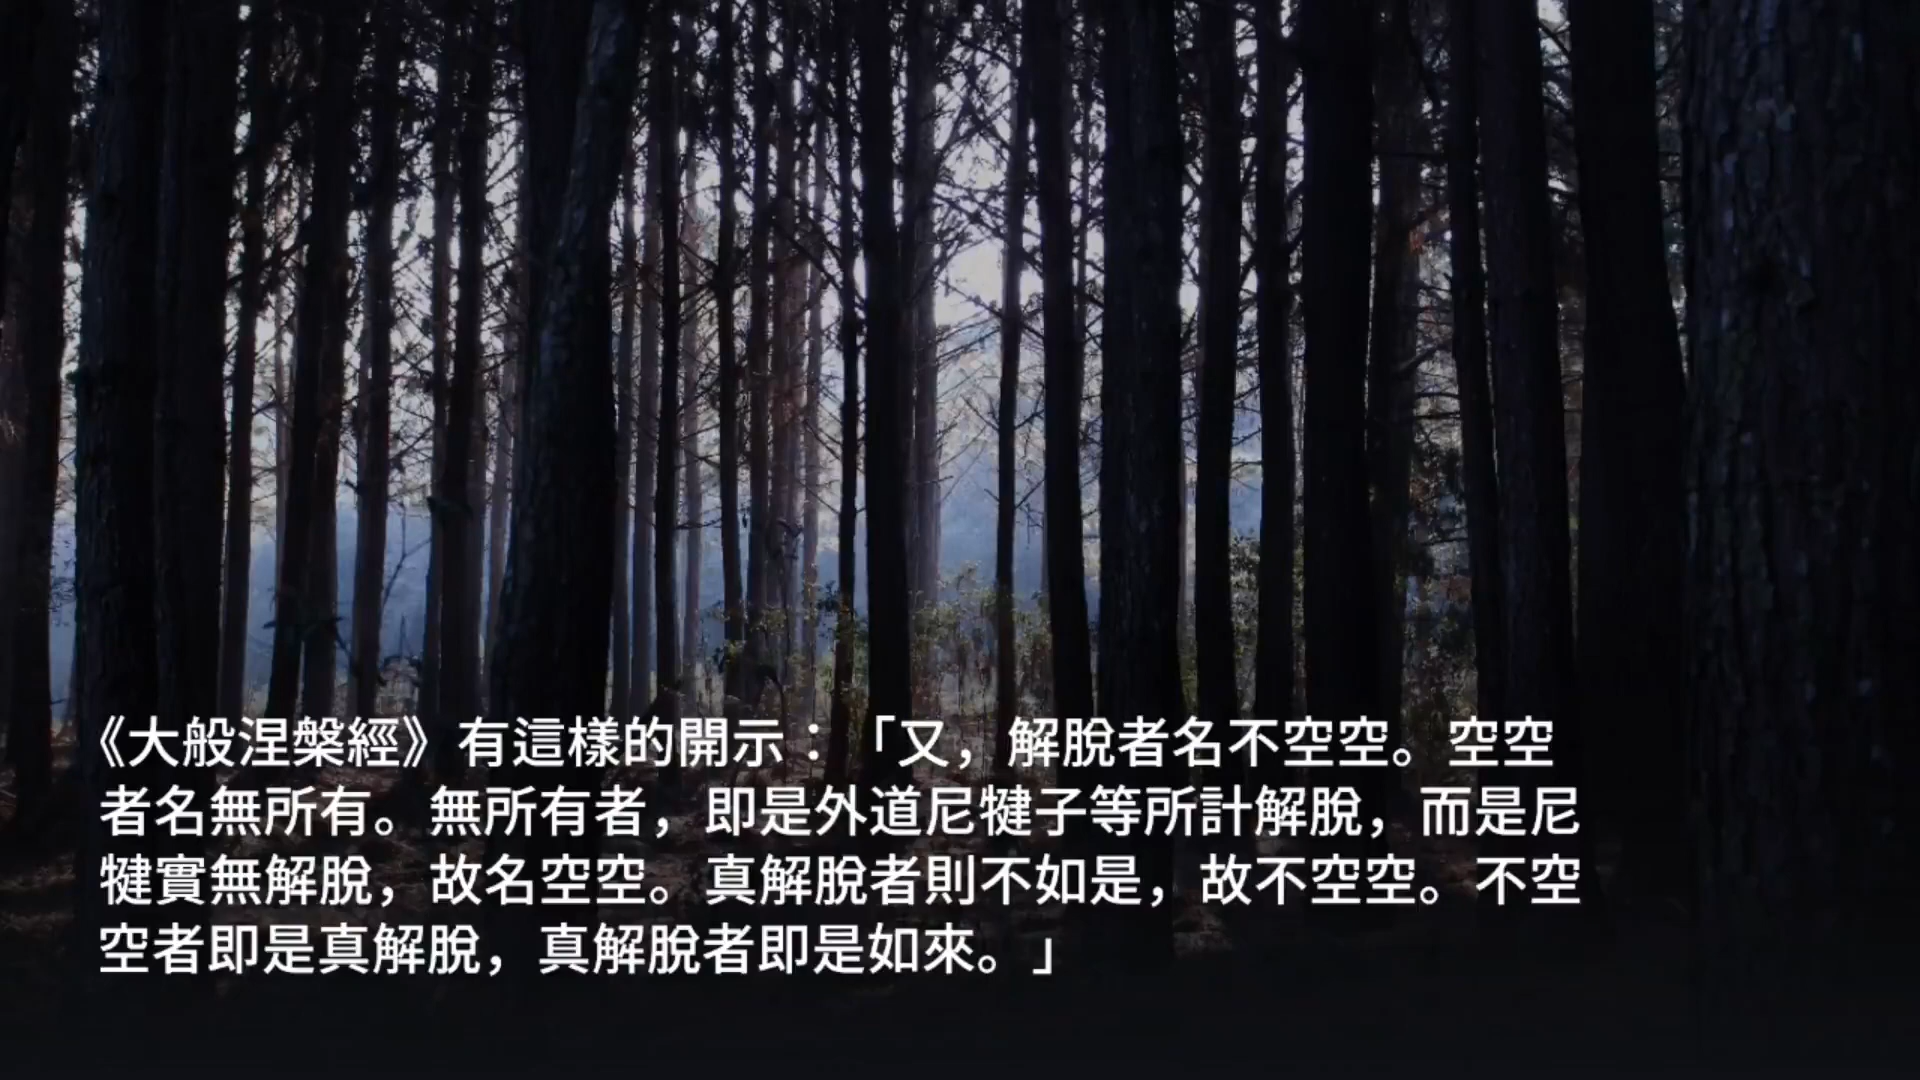 《大般涅槃經》有這樣的開示：「又，解脫者名不空空。空空
者名無所有。無所有者，即是外道尼犍子等所計解脫，而是尼
犍實無解脫，故名空空。真解脫者則不如是，故不空空。不空
空者即是真解脫，真解脫者即是如來。」